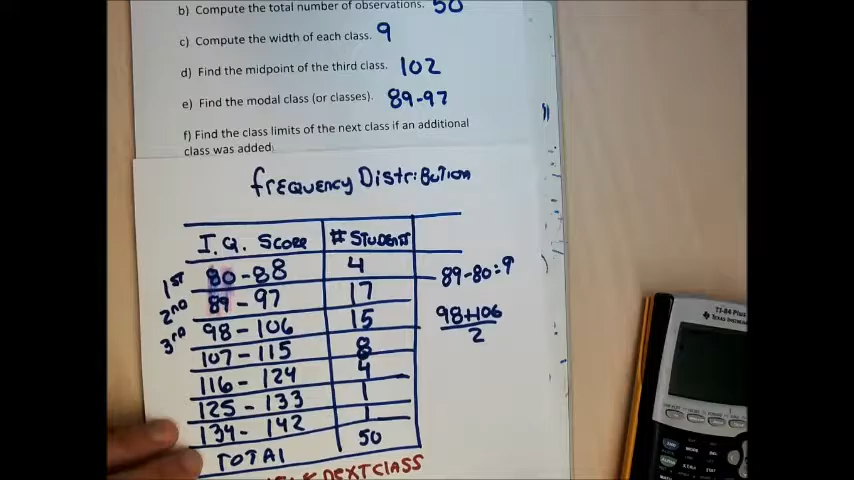 b) Compute the total number of observations. 50
c) Compute the width of each class. 9
d) Find the midpoint of the third class. 102
e) Find the modal class (or classes). 89-97
f) Find the class limits of the next class if an additional
class was added
frequency Distribution
I.Q. Score # Students
1st 80-88 4 89-80=9
2nd 89-97 17
3rd 98-106 15 98+106
2
107-115 8
116-124 4
125-133 1
134-142 1
TOTAL 50
NEXT CLASS
TI-84 Plus
TEXAS INSTRUMENTS